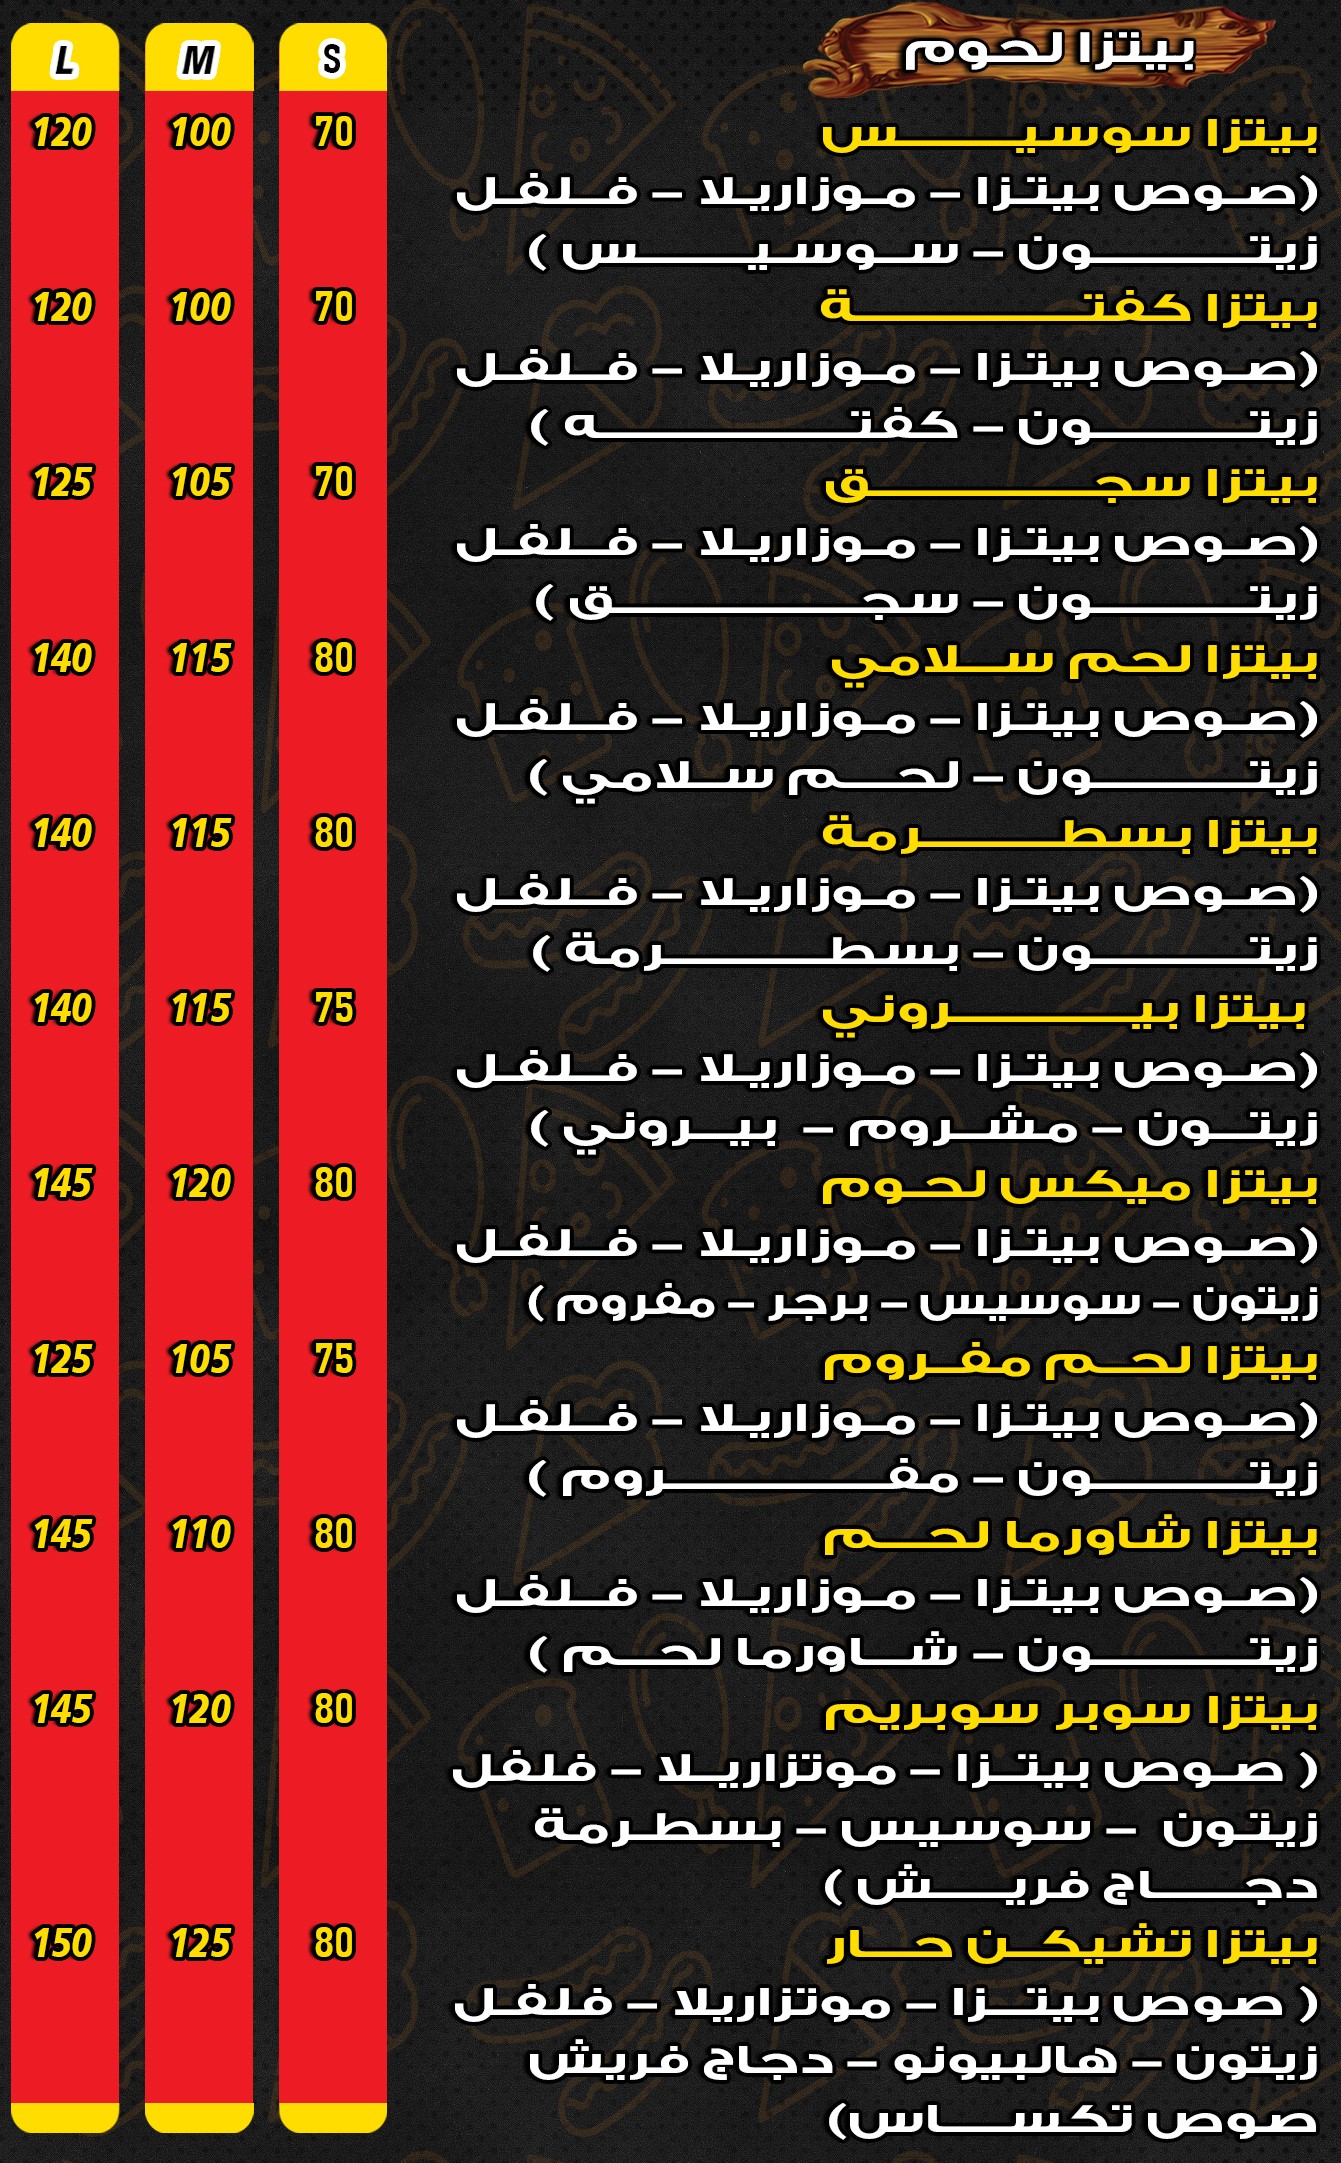 بيتزا لحوم
S M L
بيتزا سوسيس 70 100 120
(صوص بيتزا – موزاريلا – فلفل
زيتون – سوسيس )
بيتزا كفتة 70 100 120
(صوص بيتزا – موزاريلا – فلفل
زيتون – كفته )
بيتزا سجق 70 105 125
(صوص بيتزا – موزاريلا – فلفل
زيتون – سجق )
بيتزا لحم سلامي 80 115 140
(صوص بيتزا – موزاريلا – فلفل
زيتون – لحم سلامي )
بيتزا بسطرمة 80 115 140
(صوص بيتزا – موزاريلا – فلفل
زيتون – بسطرمة )
بيتزا بيروني 75 115 140
(صوص بيتزا – موزاريلا – فلفل
زيتون – مشروم – بيروني )
بيتزا ميكس لحوم 80 120 145
(صوص بيتزا – موزاريلا – فلفل
زيتون – سوسيس – برجر – مفروم )
بيتزا لحم مفروم 75 105 125
(صوص بيتزا – موزاريلا – فلفل
زيتون – مفروم )
بيتزا شاورما لحم 80 110 145
(صوص بيتزا – موزاريلا – فلفل
زيتون – شاورما لحم )
بيتزا سوبر سوبريم 80 120 145
( صوص بيتزا – موتزاريلا – فلفل
زيتون – سوسيس – بسطرمة
دجاج فريش )
بيتزا تشيكن حار 80 125 150
( صوص بيتزا – موتزاريلا – فلفل
زيتون – هالبيونو – دجاج فريش
صوص تكساس)